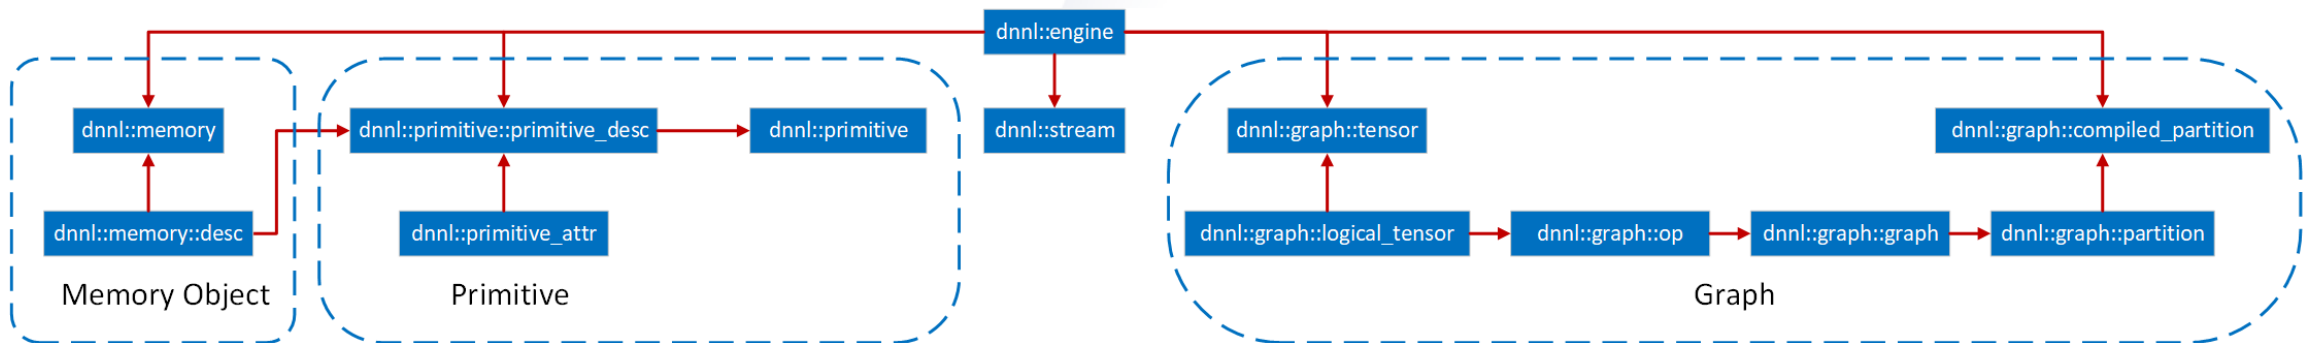 dnnl::engine
dnnl::memory
dnnl::primitive::primitive_desc
dnnl::primitive
dnnl::stream
dnnl::graph::tensor
dnnl::graph::compiled_partition
dnnl::memory::desc
dnnl::primitive_attr
dnnl::graph::logical_tensor
dnnl::graph::op
dnnl::graph::graph
dnnl::graph::partition
Memory Object
Primitive
Graph